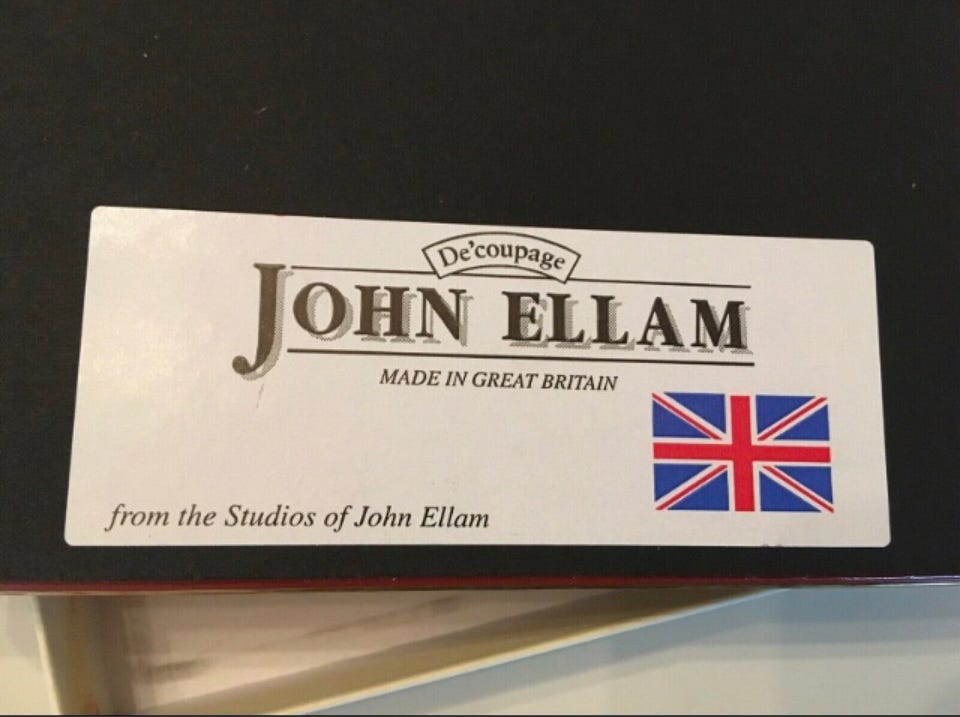 De'coupage
JOHN ELLAM
MADE IN GREAT BRITAIN
from the Studios of John Ellam